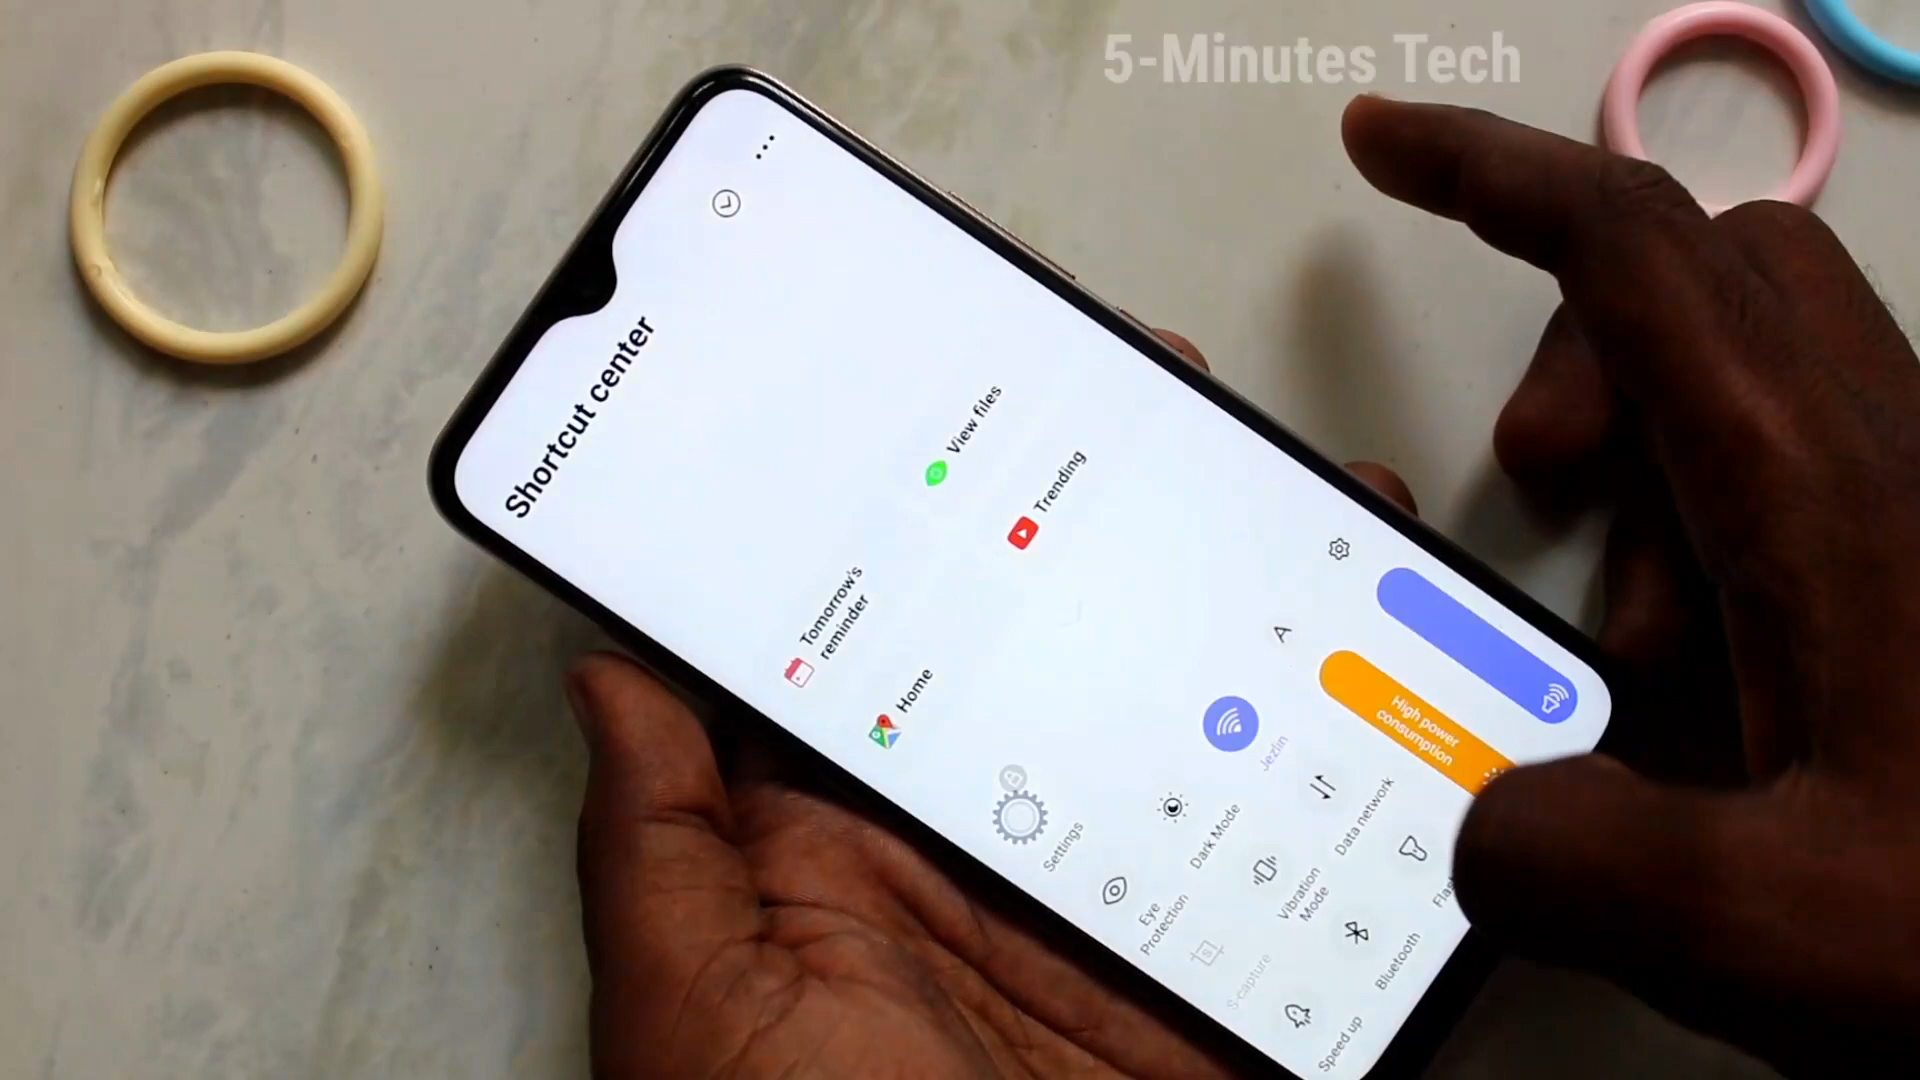 5-Minutes Tech
Shortcut center
View files
Trending
Tomorrow's
reminder
Home
Settings
A
High power
consumption
Jezlin
Dark Mode
Data network
Eye
Protection
Vibration
Mode
S-capture
Bluetooth
Speed up